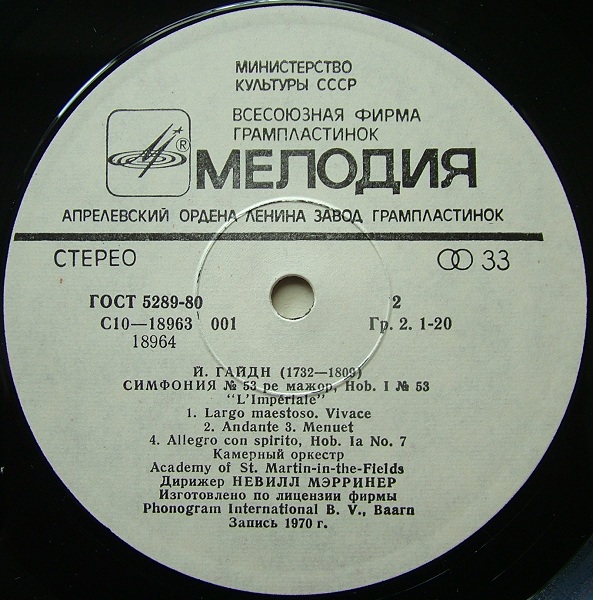 МИНИСТЕРСТВО
КУЛЬТУРЫ СССР
ВСЕСОЮЗНАЯ ФИРМА
ГРАМПЛАСТИНОК
®
МЕЛОДИЯ
АПРЕЛЕВСКИЙ ОРДЕНА ЛЕНИНА ЗАВОД ГРАМПЛАСТИНОК
СТЕРЕО 33
ГОСТ 5289-80 2
С10—18963 001 Гр. 2. 1-20
18964
Й. ГАЙДН (1732—1809)
СИМФОНИЯ № 53 ре мажор, Hob. I № 53
"L'Impériale"
1. Largo maestoso. Vivace
2. Andante 3. Menuet
4. Allegro con spirito, Hob. Ia No. 7
Камерный оркестр
Academy of St. Martin-in-the-Fields
Дирижер НЕВИЛЛ МЭРРИНЕР
Изготовлено по лицензии фирмы
Phonogram International B. V., Baarn
Запись 1970 г.